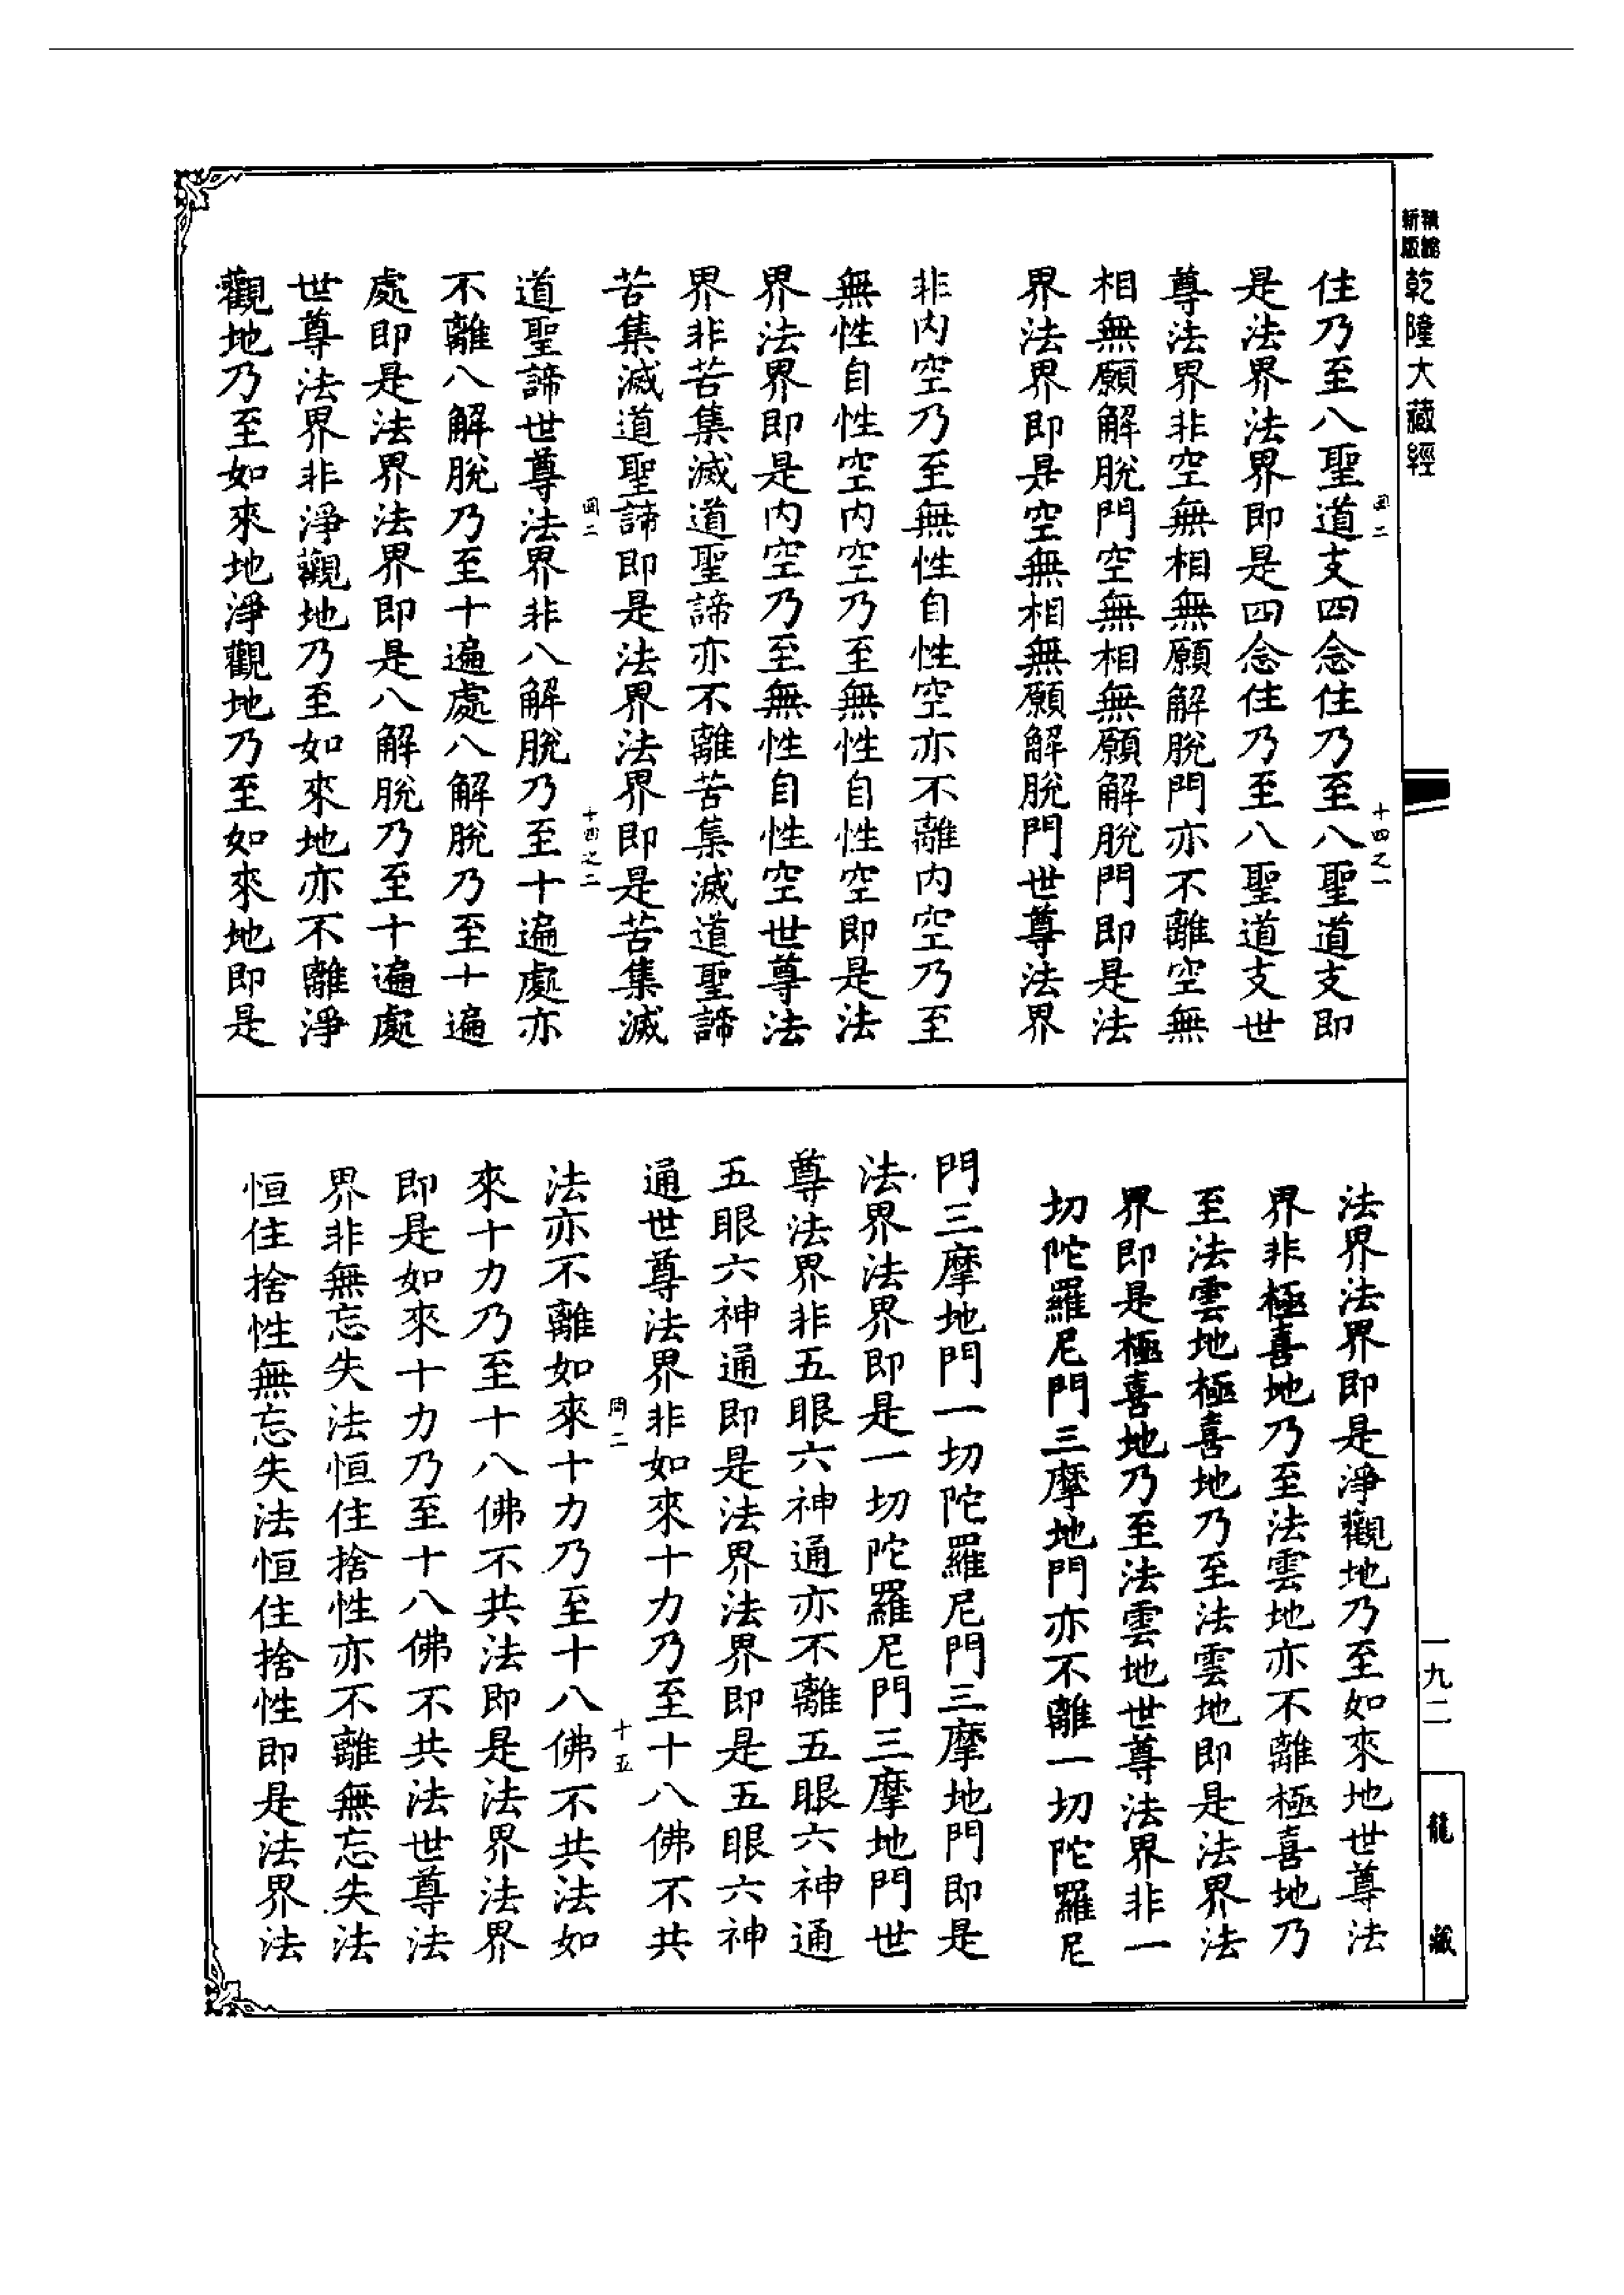 新版
精縮
乾隆大藏經
住乃至八聖道支四念住乃至八聖道支即
是法界法界即是四念住乃至八聖道支世
尊法界非空無相無願解脫門亦不離空無
相無願解脫門空無相無願解脫門即是法
界法界即是空無相無願解脫門世尊法界
非內空乃至無性自性空亦不離內空乃至
無性自性空內空乃至無性自性空即是法
界法界即是內空乃至無性自性空世尊法
界非苦集滅道聖諦亦不離苦集滅道聖諦
苦集滅道聖諦即是法界法界即是苦集滅
道聖諦世尊法界非八解脫乃至十遍處亦
不離八解脫乃至十遍處八解脫乃至十遍
處即是法界法界即是八解脫乃至十遍處
世尊法界非淨觀地乃至如來地亦不離淨
觀地乃至如來地淨觀地乃至如來地即是
十四之一
十四之二
法界法界即是淨觀地乃至如來地世尊法
界非極喜地乃至法雲地亦不離極喜地乃
至法雲地極喜地乃至法雲地即是法界法
界即是極喜地乃至法雲地世尊法界非一
切陀羅尼門三摩地門亦不離一切陀羅尼
門三摩地門一切陀羅尼門三摩地門即是
法界法界即是一切陀羅尼門三摩地門世
尊法界非五眼六神通亦不離五眼六神通
五眼六神通即是法界法界即是五眼六神
通世尊法界非如來十力乃至十八佛不共
法亦不離如來十力乃至十八佛不共法如
來十力乃至十八佛不共法即是法界法界
即是如來十力乃至十八佛不共法世尊法
界非無忘失法恒住捨性亦不離無忘失法
恒住捨性無忘失法恒住捨性即是法界法
十五
一九二
龍藏